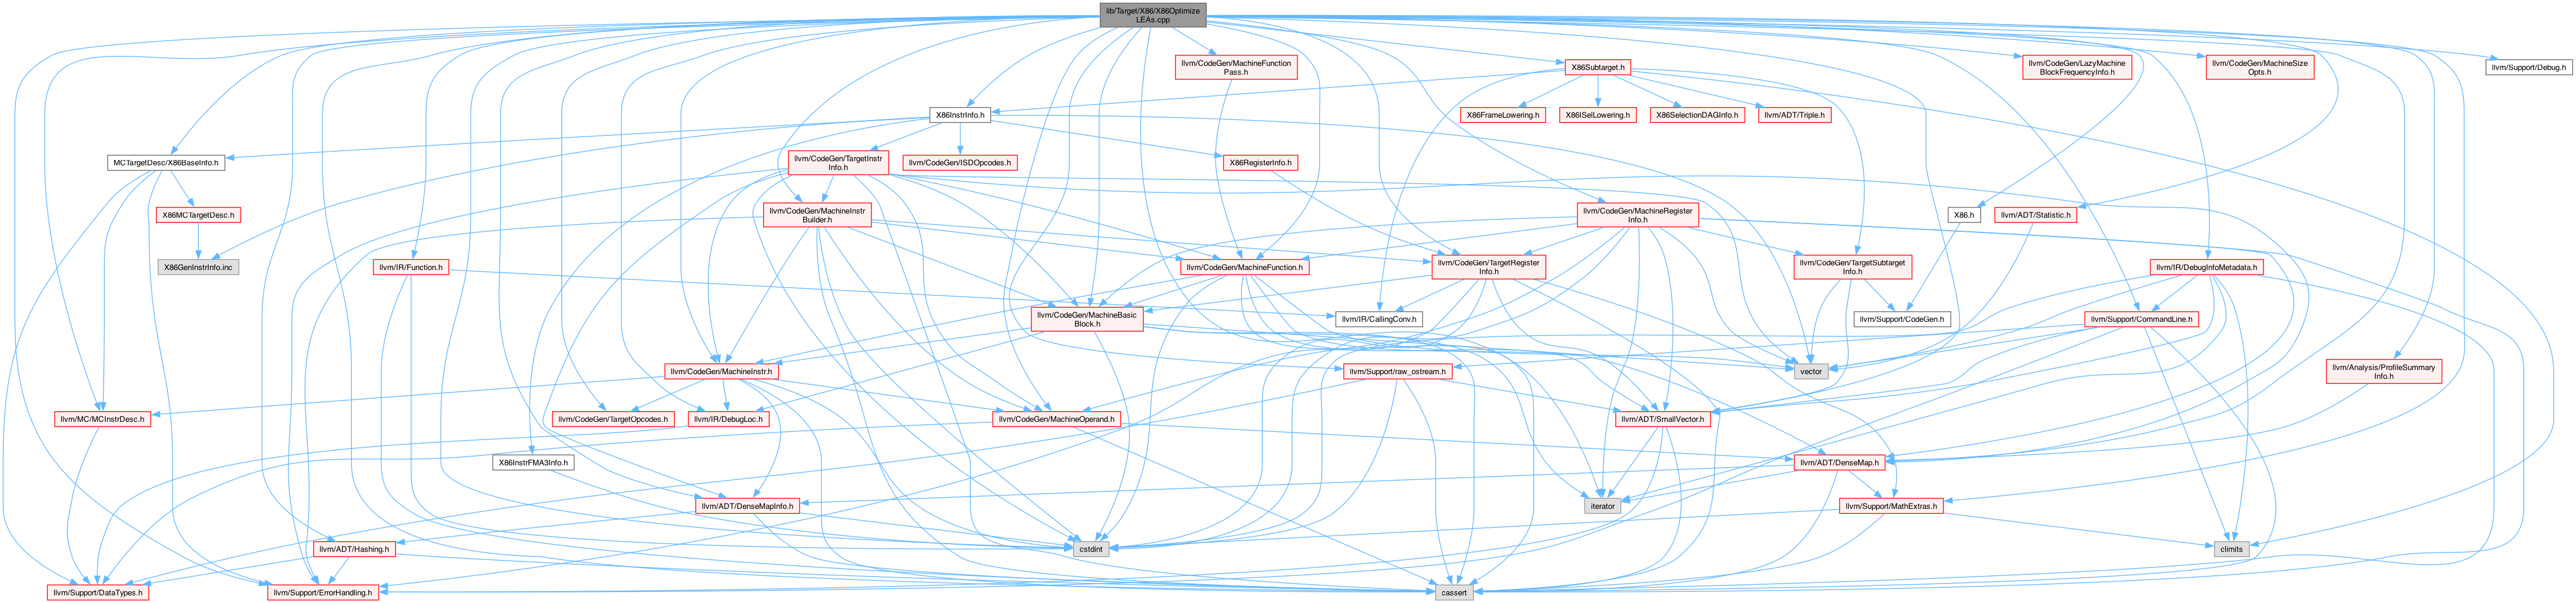 lib/Target/X86/X86Optimize
LEAs.cpp
llvm/CodeGen/MachineFunction
Pass.h
X86Subtarget.h
llvm/CodeGen/LazyMachine
BlockFrequencyInfo.h
llvm/CodeGen/MachineSize
Opts.h
llvm/Support/Debug.h
X86InstrInfo.h
X86FrameLowering.h
X86ISelLowering.h
X86SelectionDAGInfo.h
llvm/ADT/Triple.h
MCTargetDesc/X86BaseInfo.h
llvm/CodeGen/TargetInstr
Info.h
llvm/CodeGen/ISDOpcodes.h
X86RegisterInfo.h
X86MCTargetDesc.h
llvm/CodeGen/MachineInstr
Builder.h
llvm/CodeGen/MachineRegister
Info.h
X86.h
llvm/ADT/Statistic.h
X86GenInstrInfo.inc
llvm/IR/Function.h
llvm/CodeGen/MachineFunction.h
llvm/CodeGen/TargetRegister
Info.h
llvm/CodeGen/TargetSubtarget
Info.h
llvm/IR/DebugInfoMetadata.h
llvm/CodeGen/MachineBasic
Block.h
llvm/IR/CallingConv.h
llvm/Support/CodeGen.h
llvm/Support/CommandLine.h
llvm/CodeGen/MachineInstr.h
llvm/Support/raw_ostream.h
vector
llvm/Analysis/ProfileSummary
Info.h
llvm/MC/MCInstrDesc.h
llvm/CodeGen/TargetOpcodes.h
llvm/IR/DebugLoc.h
llvm/CodeGen/MachineOperand.h
llvm/ADT/SmallVector.h
X86InstrFMA3Info.h
llvm/ADT/DenseMap.h
llvm/ADT/DenseMapInfo.h
iterator
llvm/Support/MathExtras.h
llvm/ADT/Hashing.h
cstdint
climits
llvm/Support/DataTypes.h
llvm/Support/ErrorHandling.h
cassert